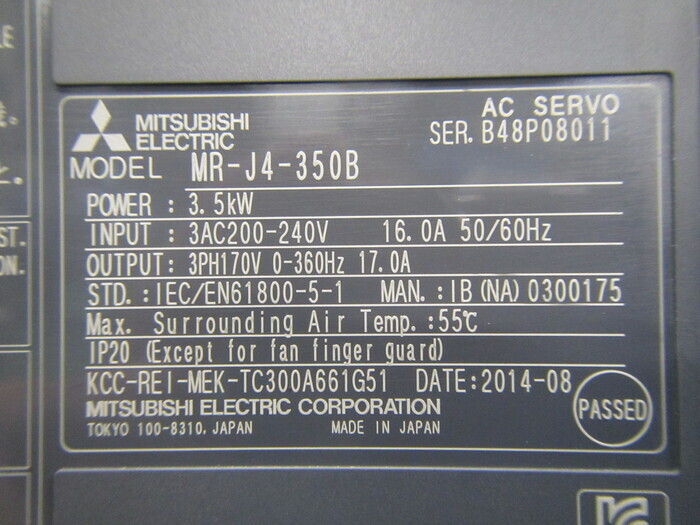 MITSUBISHI
ELECTRIC
AC SERVO
SER. B48P08011
MODEL MR-J4-350B
POWER : 3.5kW
INPUT : 3AC200-240V 16.0A 50/60Hz
OUTPUT: 3PH170V 0-360Hz 17.0A
STD.:IEC/EN61800-5-1 MAN.:IB(NA)0300175
Max. Surrounding Air Temp.:55℃
IP20 (Except for fan finger guard)
KCC-REI-MEK-TC300A661G51 DATE:2014-08
MITSUBISHI ELECTRIC CORPORATION
TOKYO 100-8310, JAPAN MADE IN JAPAN
PASSED
LE
ST.
ON.